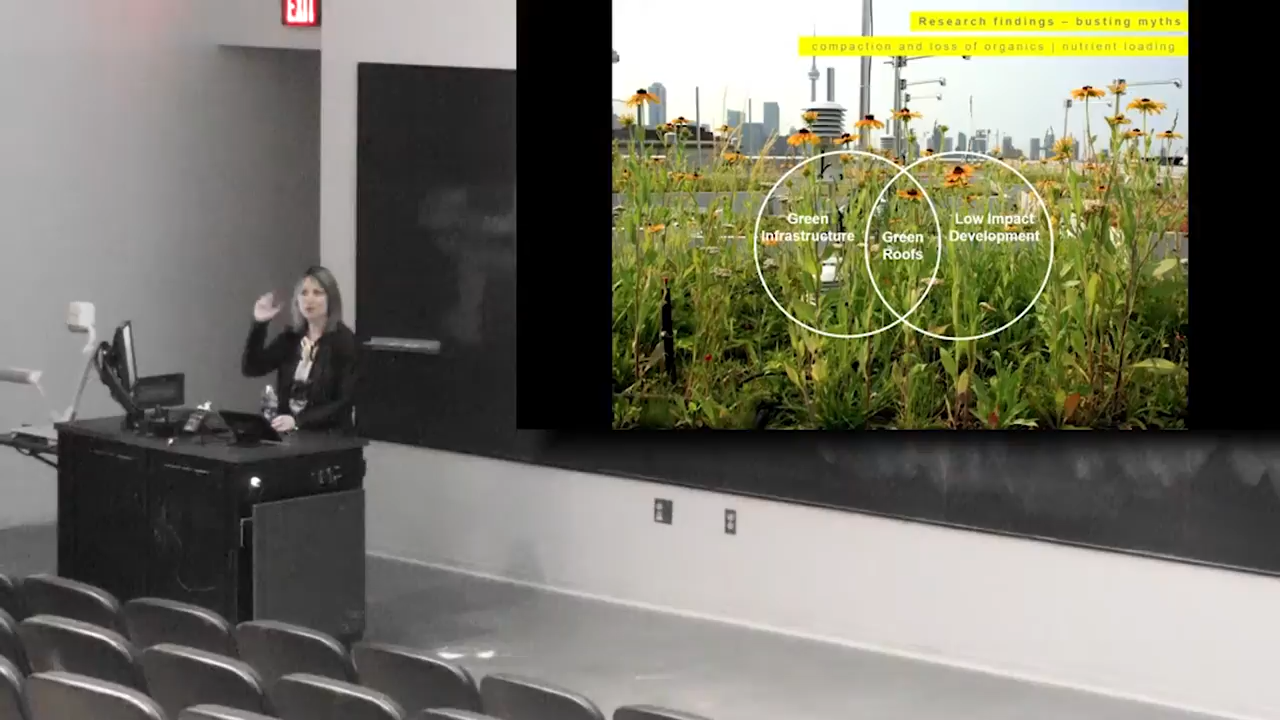 EXIT
Research findings – busting myths
compaction and loss of organics | nutrient loading
Green
Infrastructure
Green
Roofs
Low Impact
Development